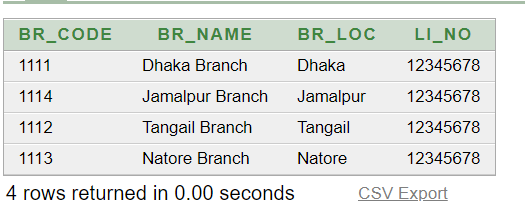 BR_CODE BR_NAME BR_LOC LI_NO
1111 Dhaka Branch Dhaka 12345678
1114 Jamalpur Branch Jamalpur 12345678
1112 Tangail Branch Tangail 12345678
1113 Natore Branch Natore 12345678
4 rows returned in 0.00 seconds CSV Export